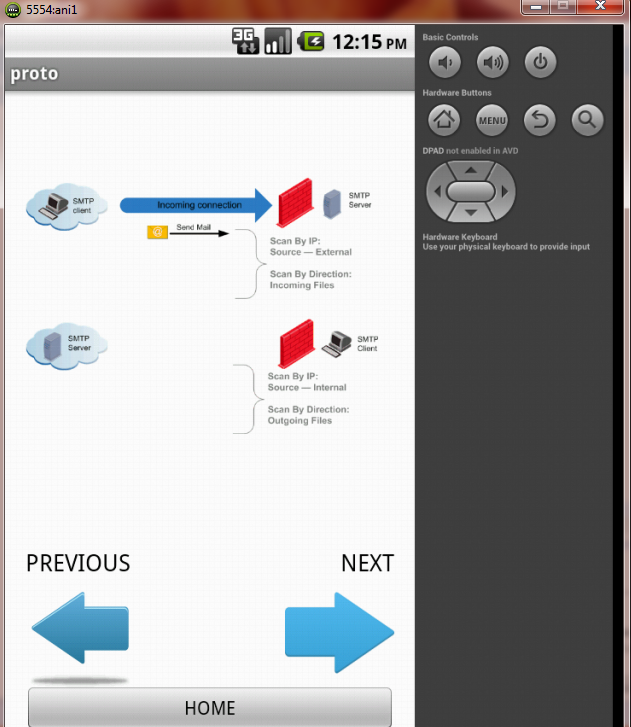 5554:ani1
3G
12:15 PM
proto
SMTP
client
Incoming connection
SMTP
Server
@
Send Mail
Scan By IP:
Source — External
Scan By Direction:
Incoming Files
SMTP
Server
SMTP
Client
Scan By IP:
Source — Internal
Scan By Direction:
Outgoing Files
PREVIOUS
NEXT
HOME
Basic Controls
Hardware Buttons
MENU
DPAD not enabled in AVD
Hardware Keyboard
Use your physical keyboard to provide input